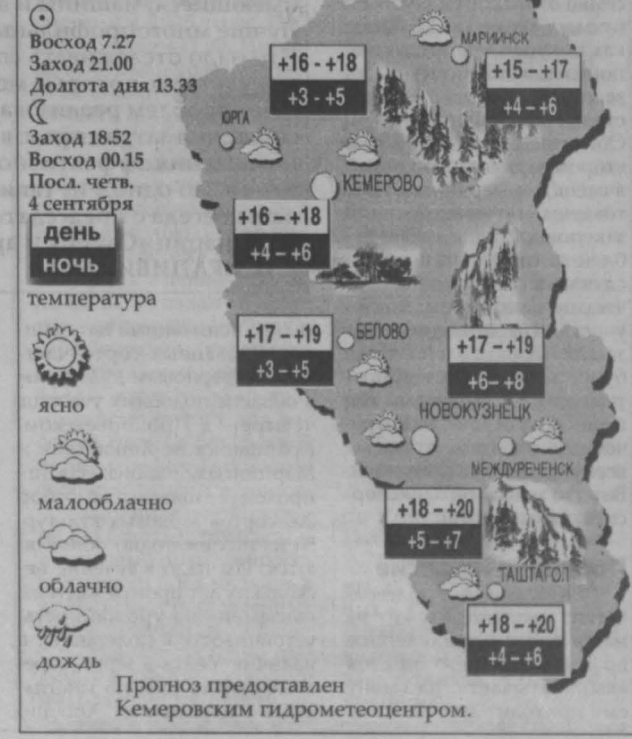 Восход 7.27
Заход 21.00
Долгота дня 13.33
Заход 18.52
Восход 00.15
Посл. четв.
4 сентября
день
ночь
температура
ясно
малооблачно
облачно
дождь
МАРИИНСК
+16 - +18
+3 - +5
+15 – +17
+4 – +6
ЮРГА
КЕМЕРОВО
+16 – +18
+4 – +6
+17 – +19
+3 – +5
БЕЛОВО
+17 – +19
+6– +8
НОВОКУЗНЕЦК
МЕЖДУРЕЧЕНСК
+18 – +20
+5 – +7
ТАШТАГОЛ
+18 – +20
+4 – +6
Прогноз предоставлен
Кемеровским гидрометеоцентром.